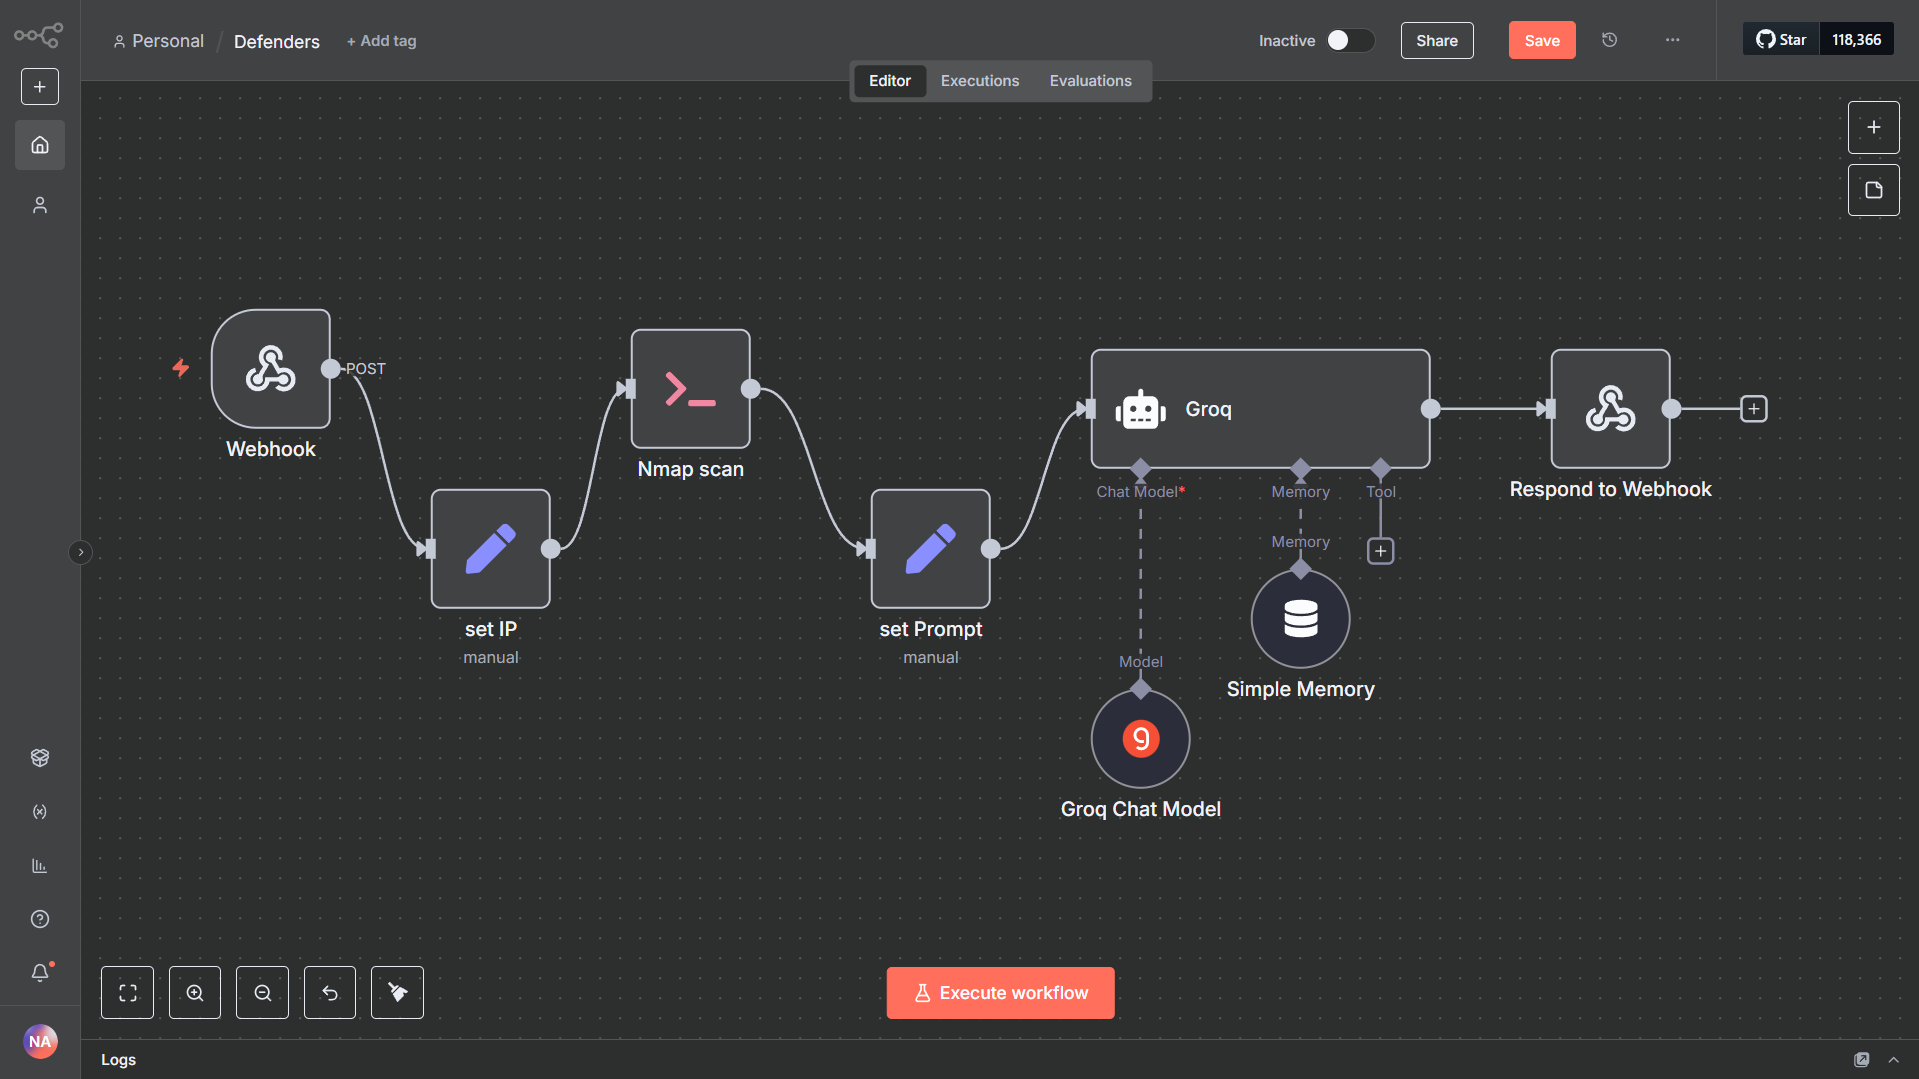 Personal / Defenders + Add tag
Inactive Share Save ... Star 118,366
Editor Executions Evaluations
POST
Webhook
Nmap scan
Groq
Chat Model*
Memory
Tool
Respond to Webhook
Memory
set IP
manual
set Prompt
manual
Model
Simple Memory
Groq Chat Model
Execute workflow
NA
Logs